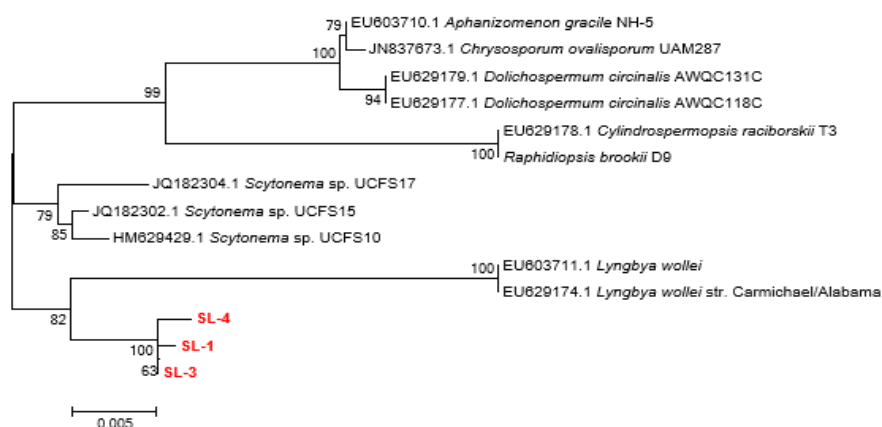 79 EU603710.1 Aphanizomenon gracile NH-5
JN837673.1 Chrysosporum ovalisporum UAM287
100
EU629179.1 Dolichospermum circinalis AWQC131C
99
94 EU629177.1 Dolichospermum circinalis AWQC118C
EU629178.1 Cylindrospermopsis raciborskii T3
100 Raphidiopsis brookii D9
JQ182304.1 Scytonema sp. UCFS17
79 JQ182302.1 Scytonema sp. UCFS15
85 HM629429.1 Scytonema sp. UCFS10
100 EU603711.1 Lyngbya wollei
EU629174.1 Lyngbya wollei str. Carmichael/Alabama
82 SL-4
100 SL-1
63 SL-3
0.005